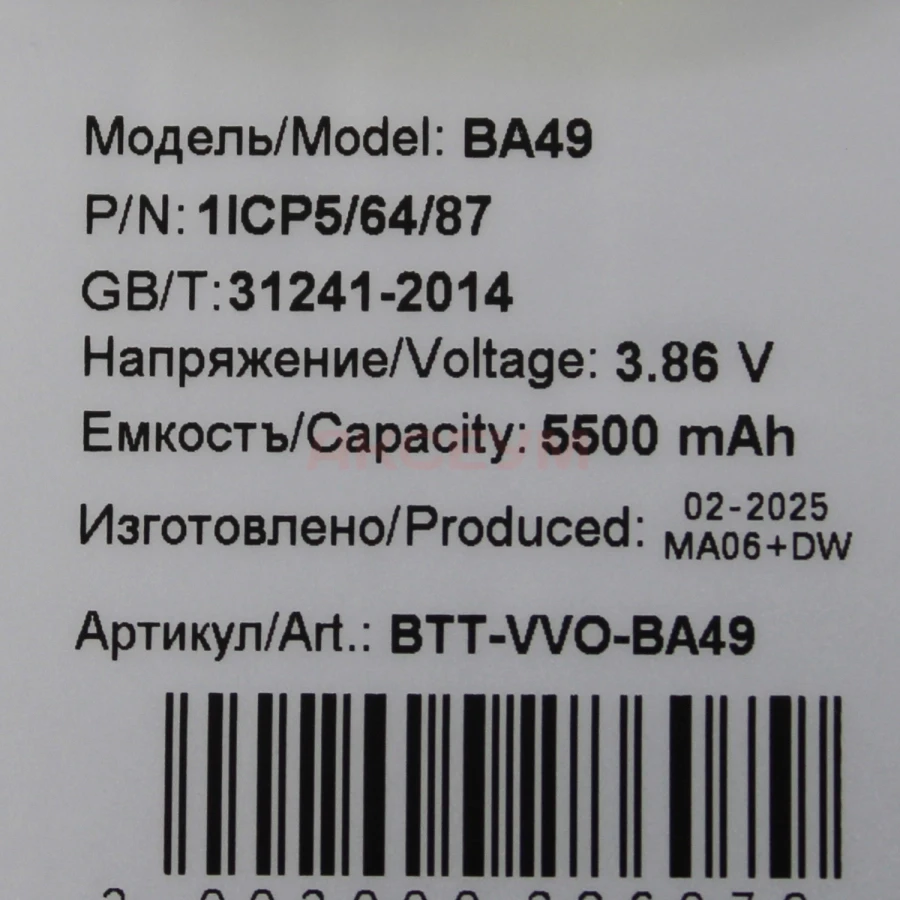 Модель/Model: BA49
P/N: 1ICP5/64/87
GB/T:31241-2014
Напряжение/Voltage: 3.86 V
Емкостъ/Capacity: 5500 mAh
АКСЕУМ
Изготовлено/Produced: 02-2025
MA06+DW
Артикул/Art.: BTT-VVO-BA49